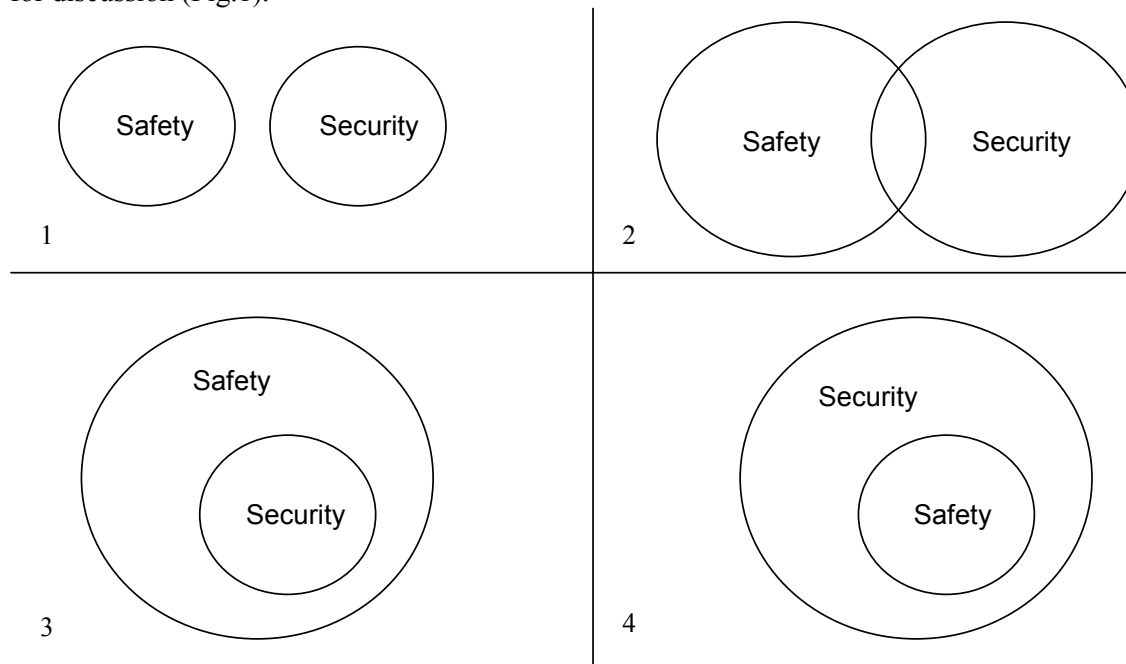 for discussion (Fig.1).
Safety Security
1
Safety Security
2
Safety
Security
3
Security
Safety
4